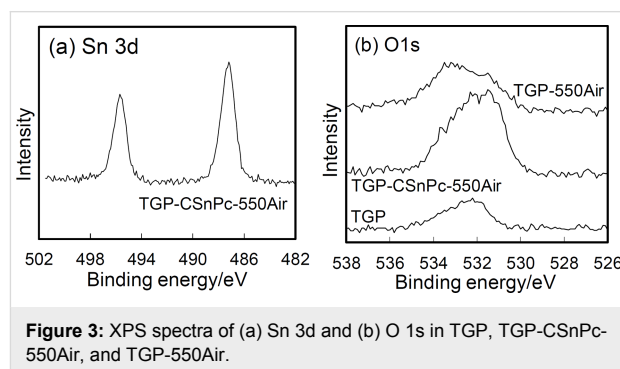 (a) Sn 3d
Intensity
TGP-CSnPc-550Air
502 498 494 490 486 482
Binding energy/eV
(b) O1s
Intensity
TGP-550Air
TGP-CSnPc-550Air
TGP
538 536 534 532 530 528 526
Binding energy/eV
Figure 3: XPS spectra of (a) Sn 3d and (b) O 1s in TGP, TGP-CSnPc-
550Air, and TGP-550Air.